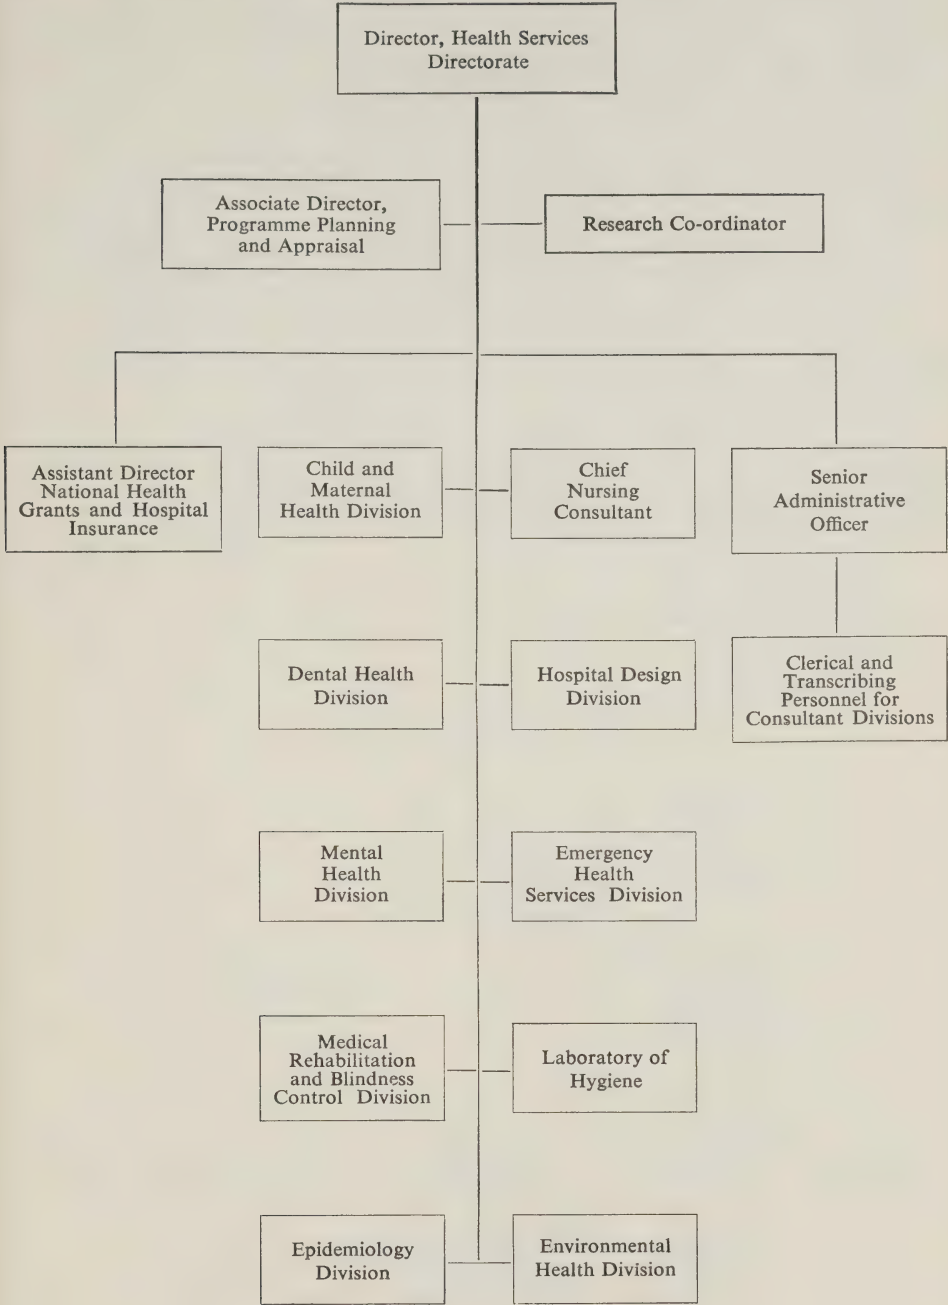 Director, Health Services
Directorate
Associate Director,
Programme Planning
and Appraisal
Research Co-ordinator
Assistant Director
National Health
Grants and Hospital
Insurance
Child and
Maternal
Health Division
Chief
Nursing
Consultant
Senior
Administrative
Officer
Dental Health
Division
Hospital Design
Division
Clerical and
Transcribing
Personnel for
Consultant Divisions
Mental
Health
Division
Emergency
Health
Services Division
Medical
Rehabilitation
and Blindness
Control Division
Laboratory of
Hygiene
Epidemiology
Division
Environmental
Health Division